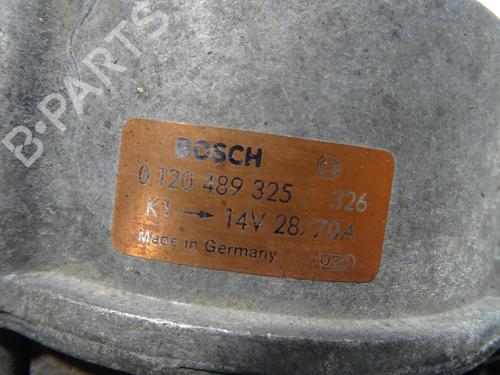 B-PARTS
BOSCH
0 120 489 325 326
K1 → 14V 28/70A
Made in Germany